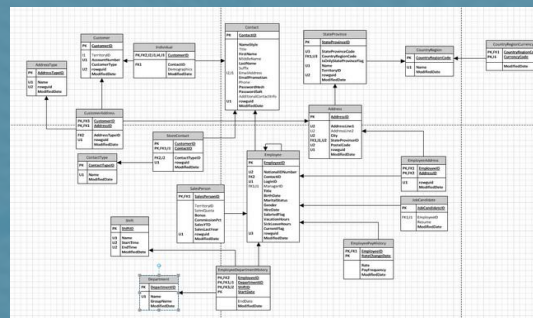 Customer
PK CustomerID
TerritoryID
AccountNumber
CustomerType
rowguid
ModifiedDate
Individual
CustomerID
FK1 ContactID
Demographics
ModifiedDate
Contact
PK ContactID
NameStyle
Title
FirstName
MiddleName
LastName
Suffix
EmailAddress
EmailPromotion
Phone
PasswordHash
PasswordSalt
AdditionalContactInfo
rowguid
ModifiedDate
StateProvince
PK StateProvinceID
StateProvinceCode
CountryRegionCode
IsOnlyStateProvinceFlag
Name
TerritoryID
rowguid
ModifiedDate
CountryRegion
PK CountryRegionCode
U1 Name
ModifiedDate
CountryRegionCurrency
CountryRegionCode
CurrencyCode
ModifiedDate
AddressType
PK AddressTypeID
Name
rowguid
ModifiedDate
CustomerAddress
CustomerID
AddressID
AddressTypeID
rowguid
ModifiedDate
Address
PK AddressID
AddressLine1
AddressLine2
City
StateProvinceID
PostalCode
rowguid
ModifiedDate
StoreContact
CustomerID
ContactID
ContactTypeID
rowguid
ModifiedDate
ContactType
PK ContactTypeID
Name
ModifiedDate
Employee
PK EmployeeID
NationalIDNumber
ContactID
LoginID
ManagerID
Title
BirthDate
MaritalStatus
Gender
HireDate
SalariedFlag
VacationHours
SickLeaveHours
CurrentFlag
rowguid
ModifiedDate
EmployeeAddress
EmployeeID
AddressID
rowguid
ModifiedDate
SalesPerson
SalesPersonID
TerritoryID
SalesQuota
Bonus
CommissionPct
SalesYTD
SalesLastYear
rowguid
ModifiedDate
JobCandidate
PK JobCandidateID
EmployeeID
Resume
ModifiedDate
Shift
PK ShiftID
Name
StartTime
EndTime
ModifiedDate
EmployeePayHistory
EmployeeID
RateChangeDate
Rate
PayFrequency
ModifiedDate
Department
PK DepartmentID
Name
GroupName
ModifiedDate
EmployeeDepartmentHistory
EmployeeID
DepartmentID
ShiftID
StartDate
EndDate
ModifiedDate